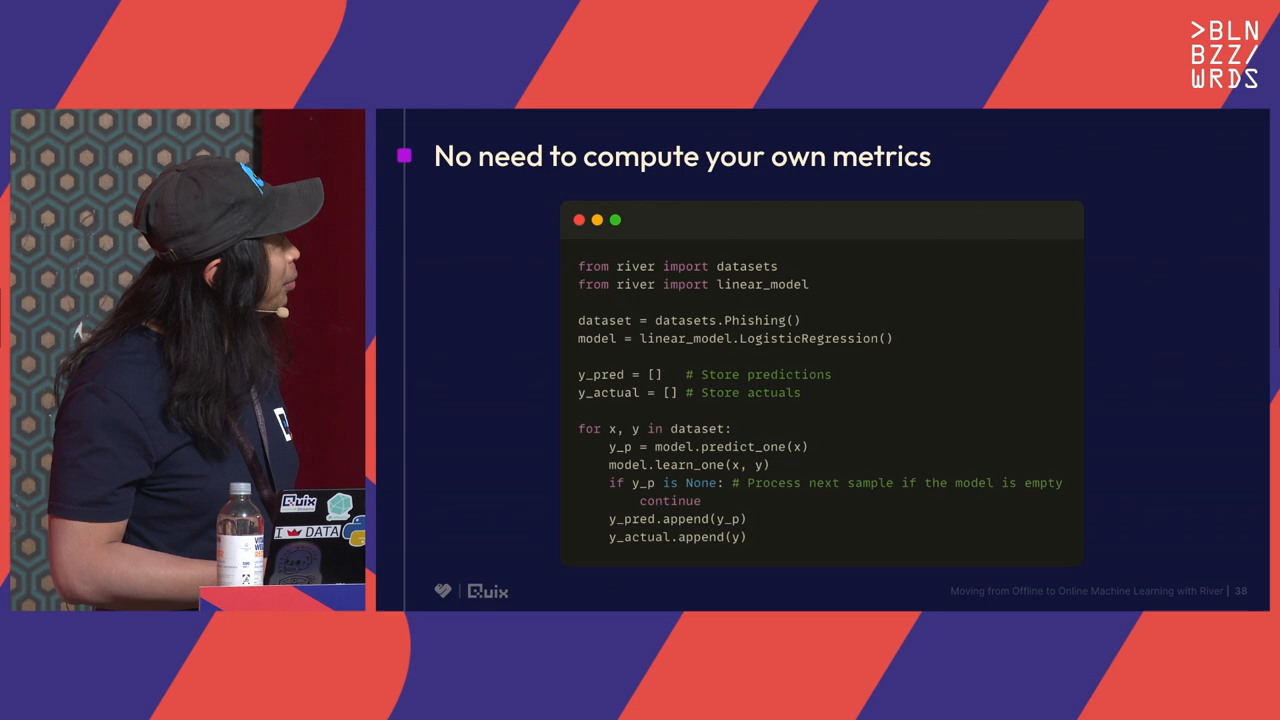 >BLN
BZZ/
WRDS
No need to compute your own metrics
from river import datasets
from river import linear_model
dataset = datasets.Phishing()
model = linear_model.LogisticRegression()
y_pred = []   # Store predictions
y_actual = [] # Store actuals
for x, y in dataset:
    y_p = model.predict_one(x)
    model.learn_one(x, y)
    if y_p is None: # Process next sample if the model is empty
        continue
    y_pred.append(y_p)
    y_actual.append(y)
Quix
I DATA
Quix
Moving from Offline to Online Machine Learning with River | 38